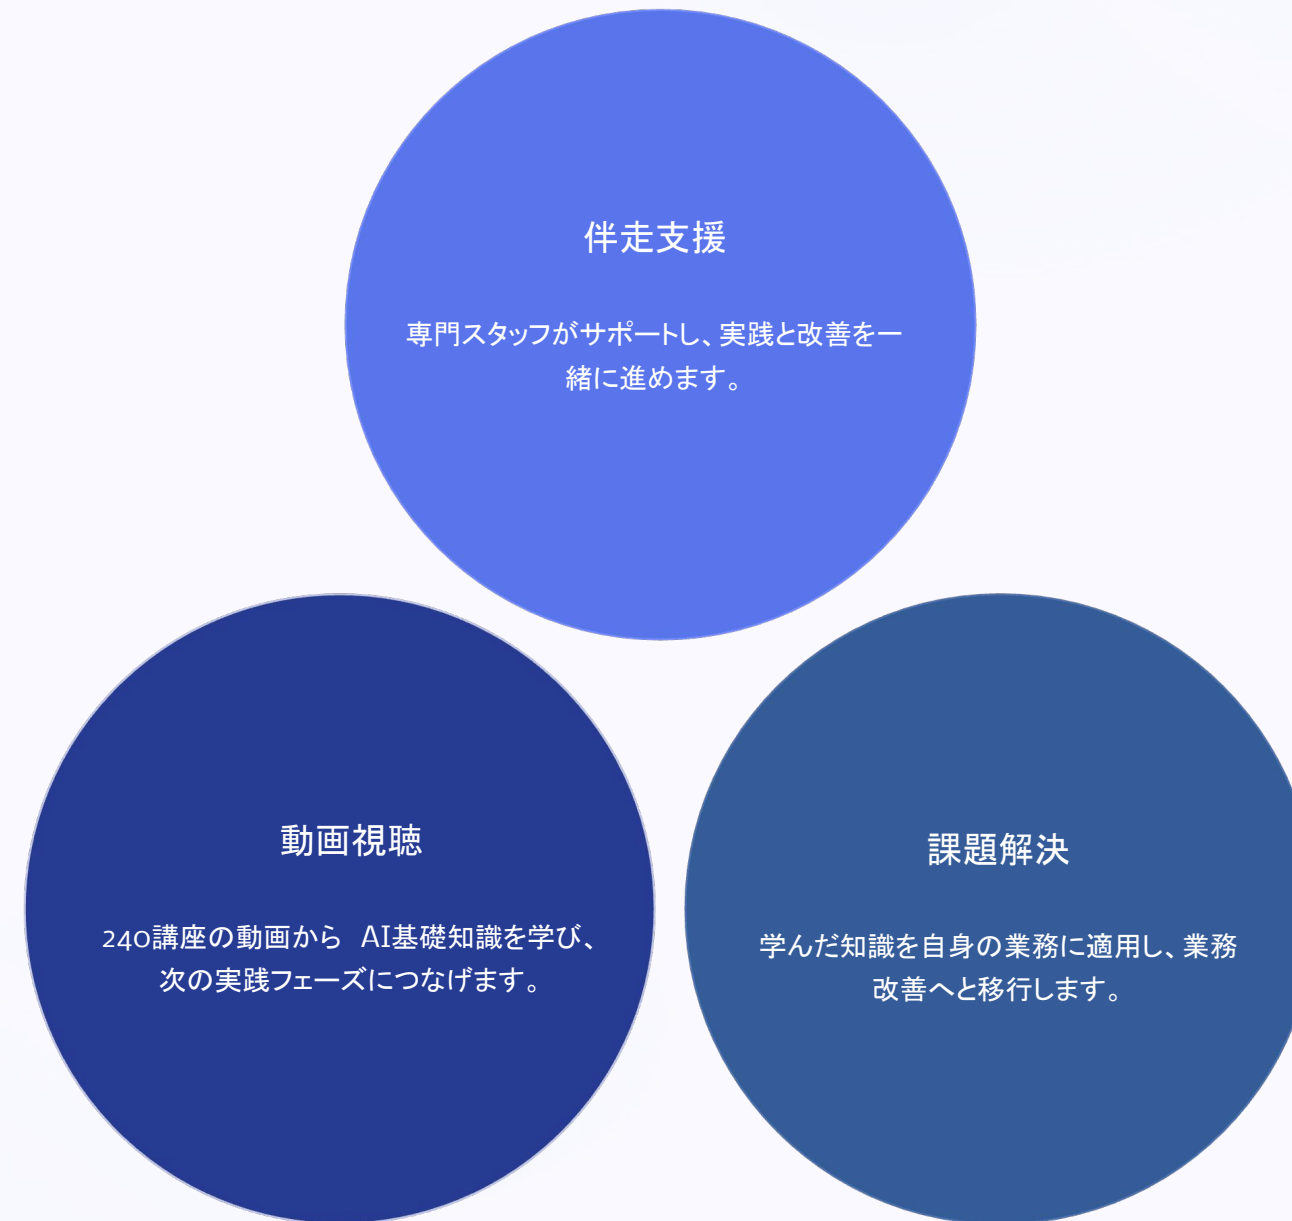 伴走支援
専門スタッフがサポートし、実践と改善を一
緒に進めます。
動画視聴
240講座の動画から AI基礎知識を学び、
次の実践フェーズにつなげます。
課題解決
学んだ知識を自身の業務に適用し、業務
改善へと移行します。